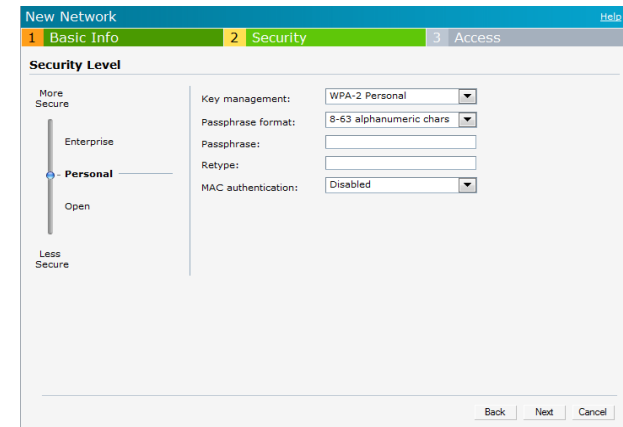 New Network Help
1 Basic Info 2 Security 3 Access
Security Level
More
Secure
Enterprise
- Personal
Open
Less
Secure
Key management: WPA-2 Personal
Passphrase format: 8-63 alphanumeric chars
Passphrase:
Retype:
MAC authentication: Disabled
Back Next Cancel